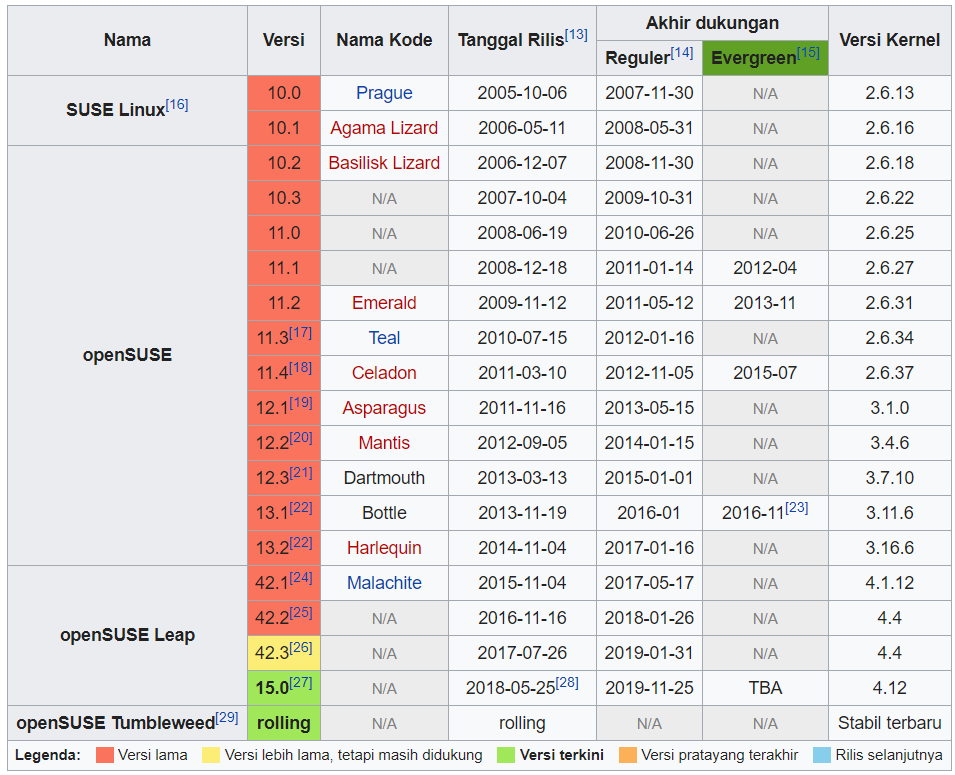 Nama Versi Nama Kode Tanggal Rilis[13] Akhir dukungan Versi Kernel
Reguler[14] Evergreen[15]
SUSE Linux[16] 10.0 Prague 2005-10-06 2007-11-30 N/A 2.6.13
10.1 Agama Lizard 2006-05-11 2008-05-31 N/A 2.6.16
openSUSE 10.2 Basilisk Lizard 2006-12-07 2008-11-30 N/A 2.6.18
10.3 N/A 2007-10-04 2009-10-31 N/A 2.6.22
11.0 N/A 2008-06-19 2010-06-26 N/A 2.6.25
11.1 N/A 2008-12-18 2011-01-14 2012-04 2.6.27
11.2 Emerald 2009-11-12 2011-05-12 2013-11 2.6.31
11.3[17] Teal 2010-07-15 2012-01-16 N/A 2.6.34
11.4[18] Celadon 2011-03-10 2012-11-05 2015-07 2.6.37
12.1[19] Asparagus 2011-11-16 2013-05-15 N/A 3.1.0
12.2[20] Mantis 2012-09-05 2014-01-15 N/A 3.4.6
12.3[21] Dartmouth 2013-03-13 2015-01-01 N/A 3.7.10
13.1[22] Bottle 2013-11-19 2016-01 2016-11[23] 3.11.6
13.2[22] Harlequin 2014-11-04 2017-01-16 N/A 3.16.6
openSUSE Leap 42.1[24] Malachite 2015-11-04 2017-05-17 N/A 4.1.12
42.2[25] N/A 2016-11-16 2018-01-26 N/A 4.4
42.3[26] N/A 2017-07-26 2019-01-31 N/A 4.4
15.0[27] N/A 2018-05-25[28] 2019-11-25 TBA 4.12
openSUSE Tumbleweed[29] rolling N/A rolling N/A N/A Stabil terbaru
Legenda: Versi lama Versi lebih lama, tetapi masih didukung Versi terkini Versi pratayang terakhir Rilis selanjutnya